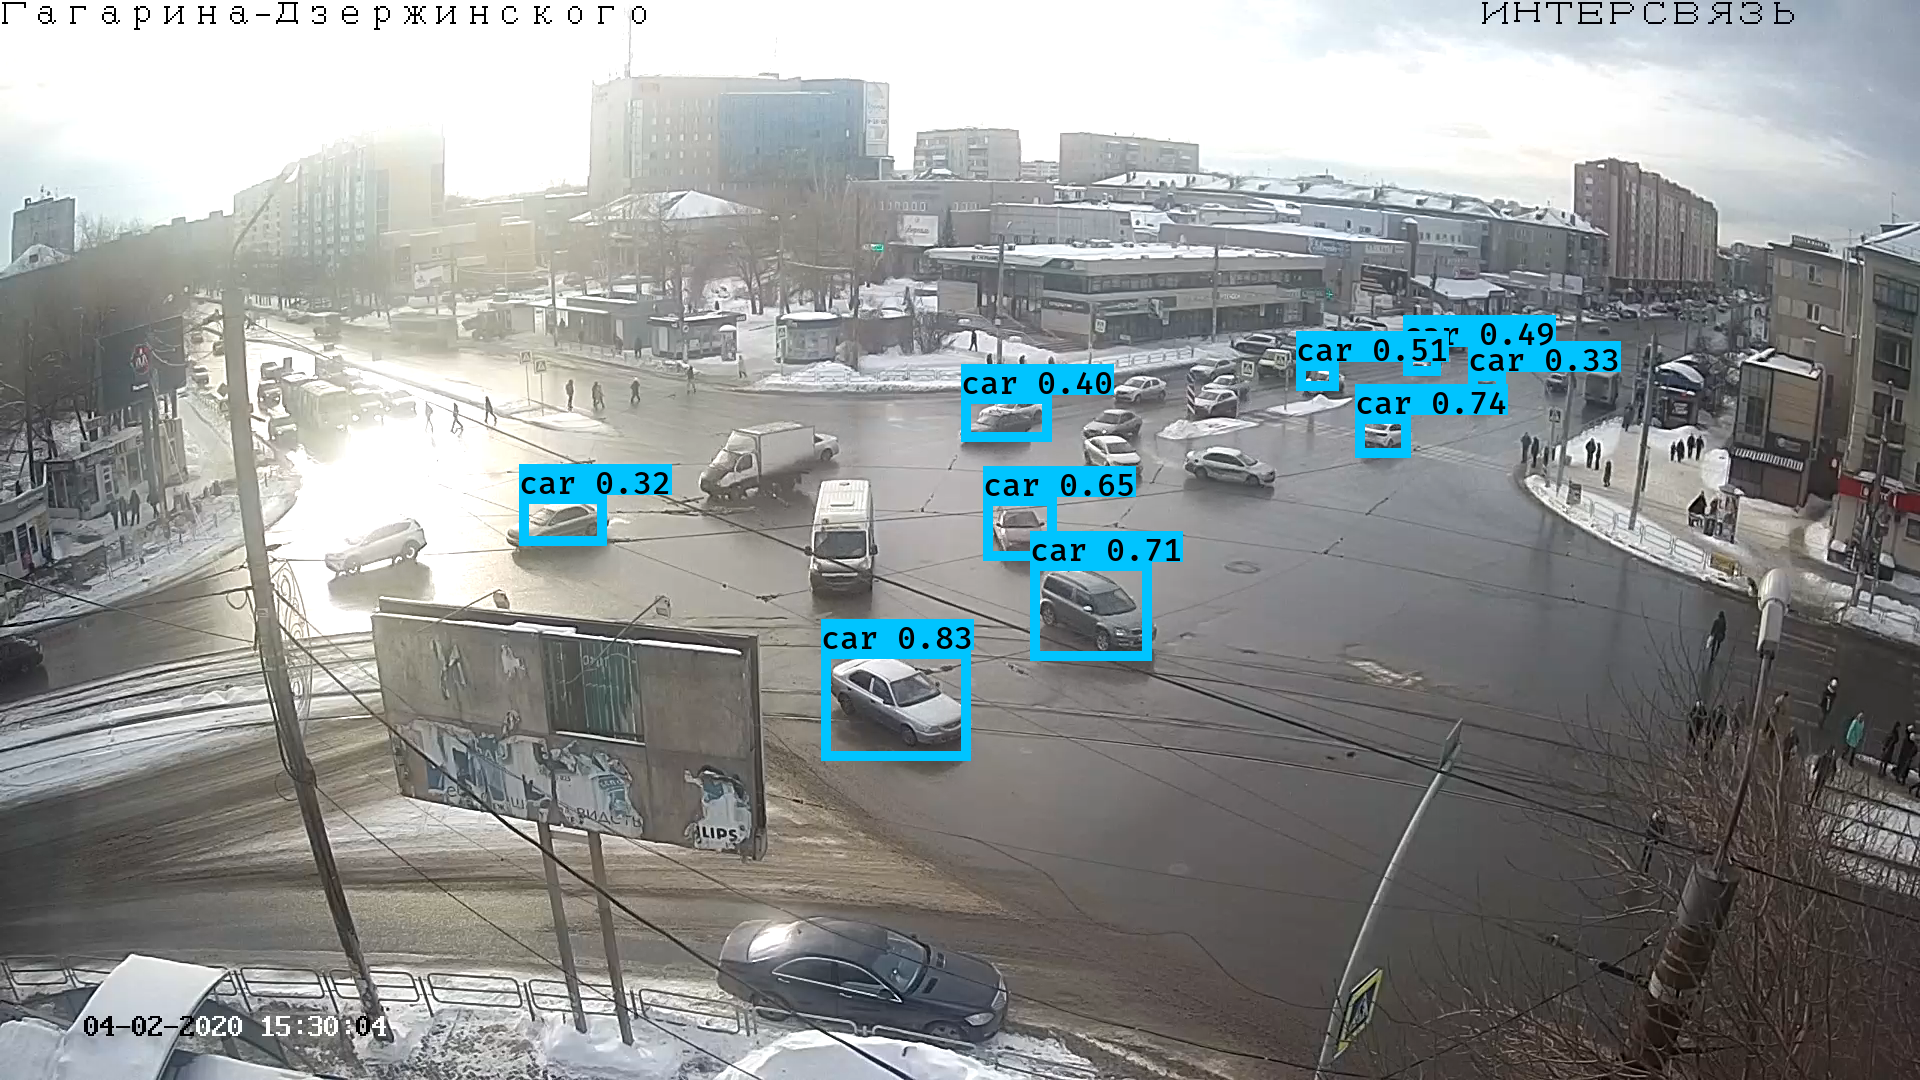 Гагарина-Дзержинского
ИНТЕРСВЯЗЬ
car 0.49
car 0.51
car 0.33
car 0.40
car 0.74
car 0.32
car 0.65
car 0.71
car 0.83
LIPS
04-02-2020 15:30:04